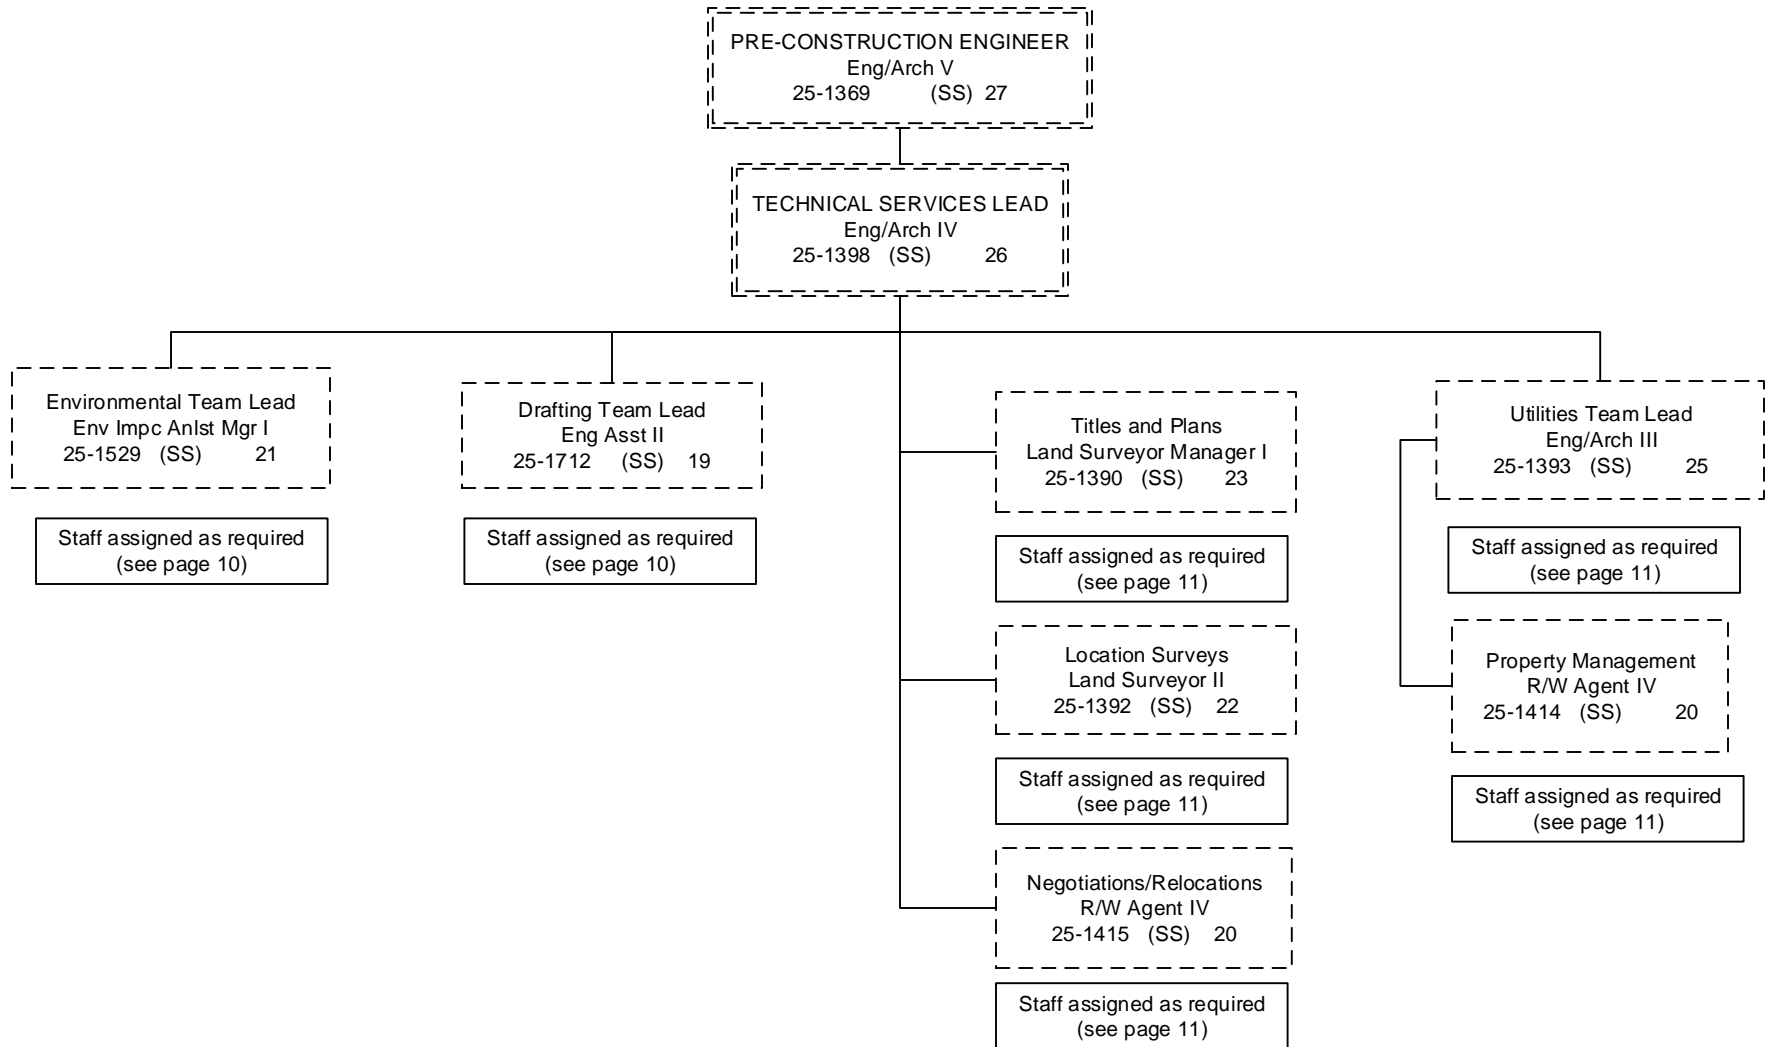 PRE-CONSTRUCTION ENGINEER
Eng/Arch V
25-1369 (SS) 27
TECHNICAL SERVICES LEAD
Eng/Arch IV
25-1398 (SS) 26
Environmental Team Lead
Env Impc Anlst Mgr I
25-1529 (SS) 21
Staff assigned as required
(see page 10)
Drafting Team Lead
Eng Asst II
25-1712 (SS) 19
Staff assigned as required
(see page 10)
Titles and Plans
Land Surveyor Manager I
25-1390 (SS) 23
Staff assigned as required
(see page 11)
Location Surveys
Land Surveyor II
25-1392 (SS) 22
Staff assigned as required
(see page 11)
Negotiations/Relocations
R/W Agent IV
25-1415 (SS) 20
Staff assigned as required
(see page 11)
Utilities Team Lead
Eng/Arch III
25-1393 (SS) 25
Staff assigned as required
(see page 11)
Property Management
R/W Agent IV
25-1414 (SS) 20
Staff assigned as required
(see page 11)